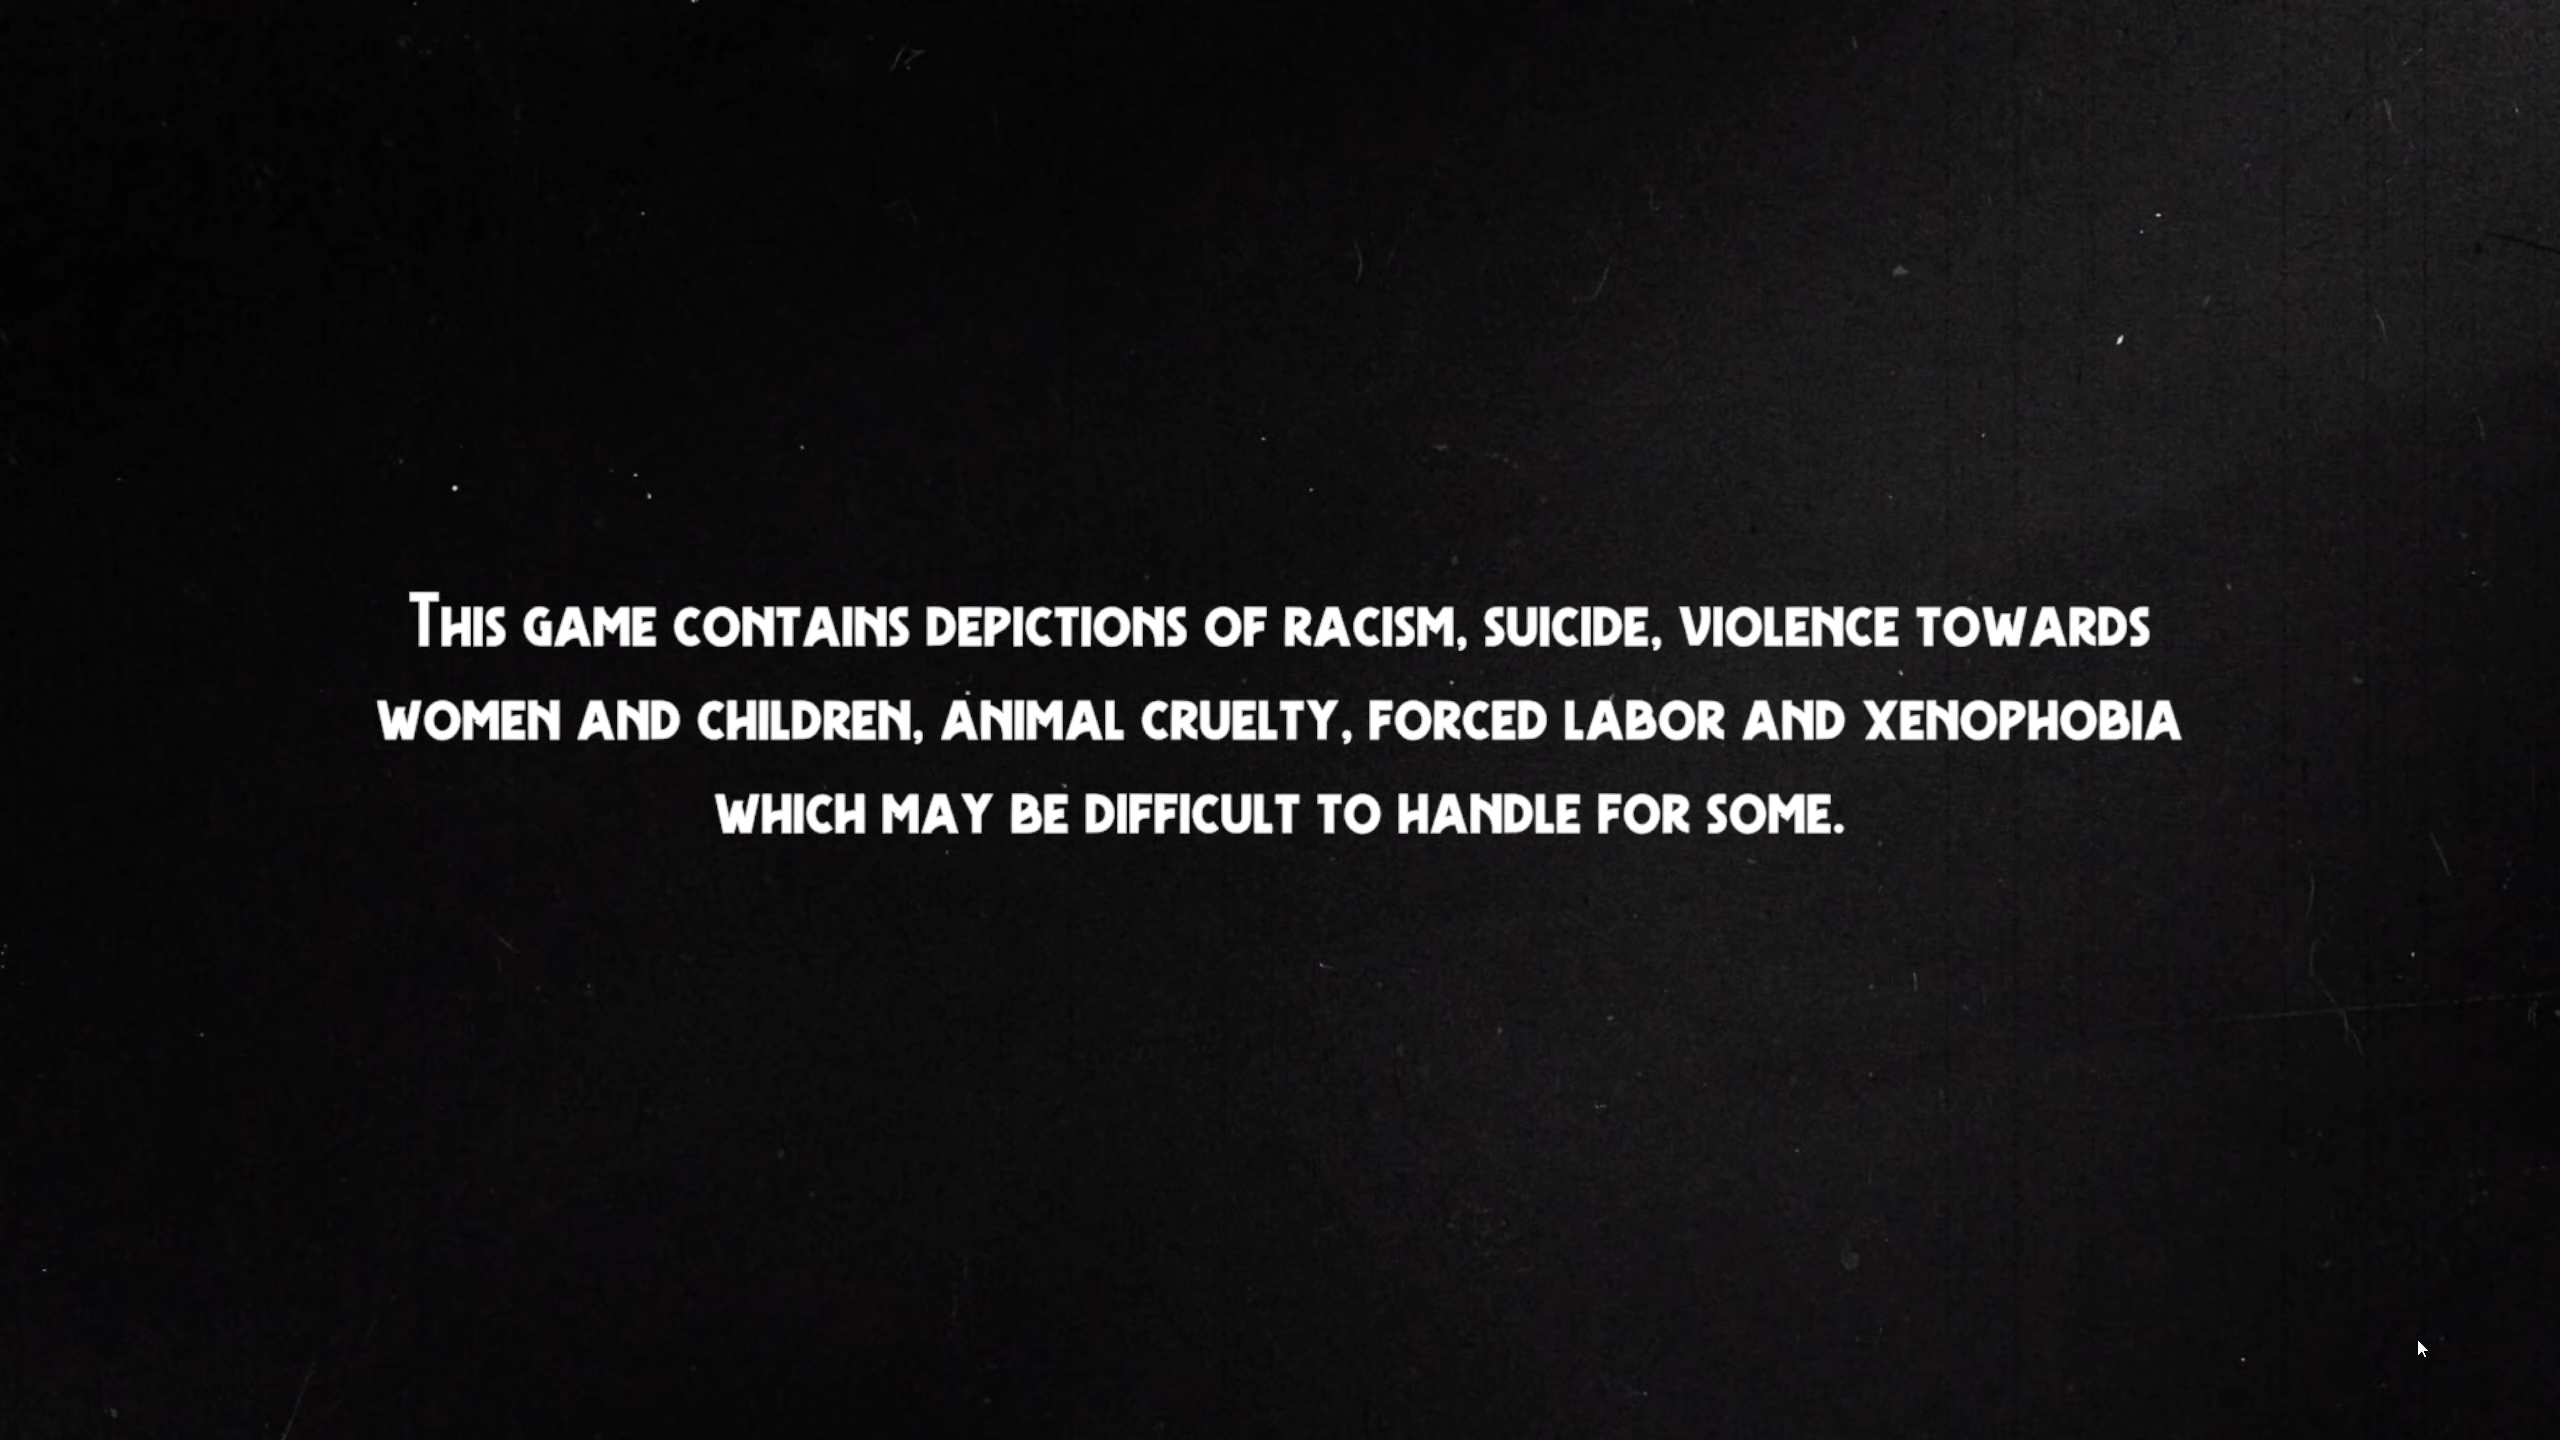 This game contains depictions of racism, suicide, violence towards
women and children, animal cruelty, forced labor and xenophobia
which may be difficult to handle for some.